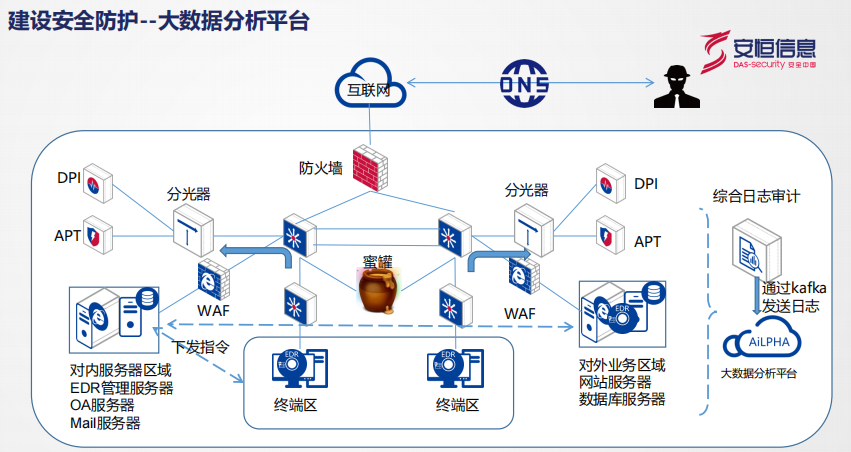 建设安全防护--大数据分析平台
安恒信息
DAS-security 安全中国
互联网
DNS
防火墙
DPI
分光器
分光器
DPI
综合日志审计
APT
APT
蜜罐
通过kafka
发送日志
WAF
WAF
AiLPHA
下发指令
大数据分析平台
EDR
EDR
EDR
对内服务器区域
EDR管理服务器
OA服务器
Mail服务器
终端区
终端区
对外业务区域
网站服务器
数据库服务器